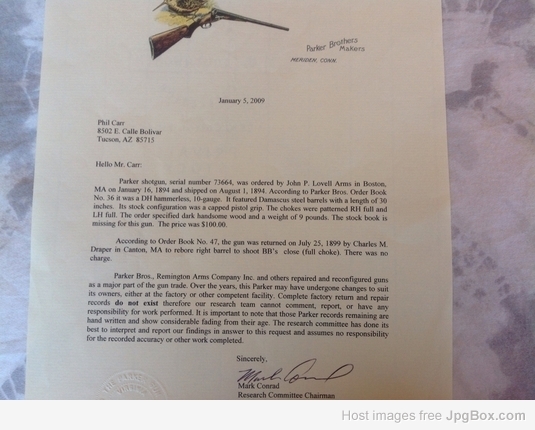 Parker Brothers
Makers
MERIDEN, CONN.
January 5, 2009
Phil Carr
8502 E. Calle Bolivar
Tucson, AZ 85715
Hello Mr. Carr:
Parker shotgun, serial number 73664, was ordered by John P. Lovell Arms in Boston,
MA on January 16, 1894 and shipped on August 1, 1894. According to Parker Bros. Order Book
No. 36 it was a DH hammerless, 10-gauge. It featured Damascus steel barrels with a length of 30
inches. Its stock configuration was a capped pistol grip. The chokes were patterned RH full and
LH full. The order specified dark handsome wood and a weight of 9 pounds. The stock book is
missing for this gun. The price was $100.00.
According to Order Book No. 47, the gun was returned on July 25, 1899 by Charles M.
Draper in Canton, MA to rebore right barrel to shoot BB's close (full choke). There was no
charge.
Parker Bros., Remington Arms Company Inc. and others repaired and reconfigured guns
as a major part of the gun trade. Over the years, this Parker may have undergone changes to suit
its owners, either at the factory or other competent facility. Complete factory return and repair
records do not exist therefore our research team cannot comment, report, or have any
responsibility for work performed. It is important to note that those Parker records remaining are
hand written and show considerable fading from their age. The research committee has done its
best to interpret and report our findings in answer to this request and assumes no responsibility
for the recorded accuracy or other work completed.
Sincerely,
Mark Conrad
Mark Conrad
Research Committee Chairman
Host images free JpgBox.com